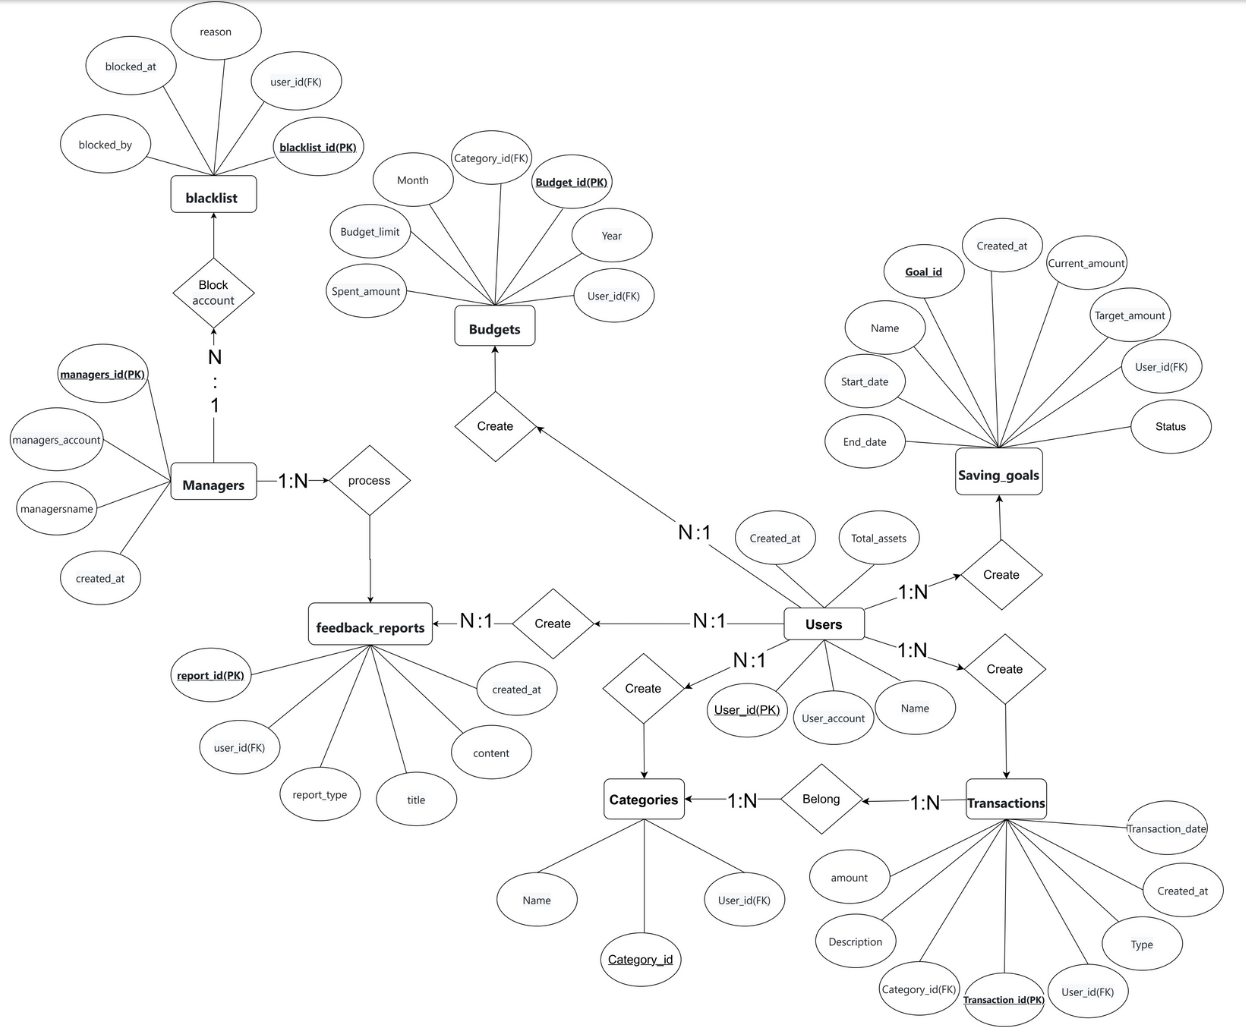 reason
blocked_at
user_id(FK)
blocked_by
blacklist_id(PK)
blacklist
Block
account
N
:
1
managers_id(PK)
managers_account
managersname
created_at
Managers
1:N
process
Category_id(FK)
Month
Budget_id(PK)
Budget_limit
Year
Spent_amount
User_id(FK)
Budgets
Create
N:1
Created_at
Goal_id
Current_amount
Name
Target_amount
Start_date
User_id(FK)
End_date
Status
Saving_goals
Create
1:N
Created_at
Total_assets
Users
N:1
Create
N:1
feedback_reports
report_id(PK)
created_at
user_id(FK)
content
report_type
title
N:1
Create
User_id(PK)
User_account
Name
1:N
Create
Categories
1:N
Belong
1:N
Transactions
Name
User_id(FK)
Category_id
Transaction_date
amount
Created_at
Description
Type
Category_id(FK)
Transaction_id(PK)
User_id(FK)